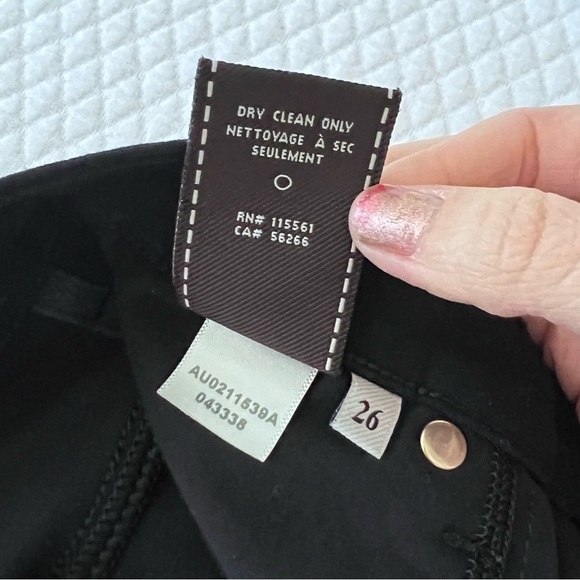 DRY CLEAN ONLY
NETTOYAGE À SEC
SEULEMENT
RN# 115561
CA# 56266
AU0211539A
043338
26